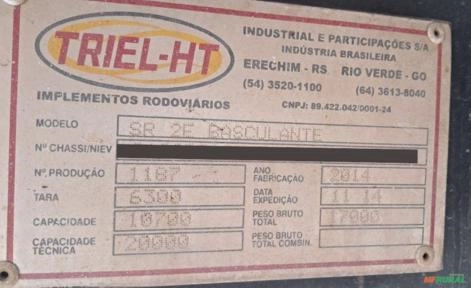 TRIEL-HT
INDUSTRIAL E PARTICIPAÇÕES S/A
INDÚSTRIA BRASILEIRA
ERECHIM - RS RIO VERDE - GO
(54) 3520-1100 (64) 3613-8040
IMPLEMENTOS RODOVIÁRIOS
CNPJ: 89.422.042/0001-24
MODELO SR 2E BASCULANTE
Nº CHASSI/NIEV
Nº.PRODUÇÃO 1187 ANO FABRICAÇÃO 2014
TARA 6300 DATA EXPEDIÇÃO 11 14
CAPACIDADE 10700 PESO BRUTO TOTAL 17000
CAPACIDADE TÉCNICA 20000 PESO BRUTO TOTAL COMBIN.
MFRURAL